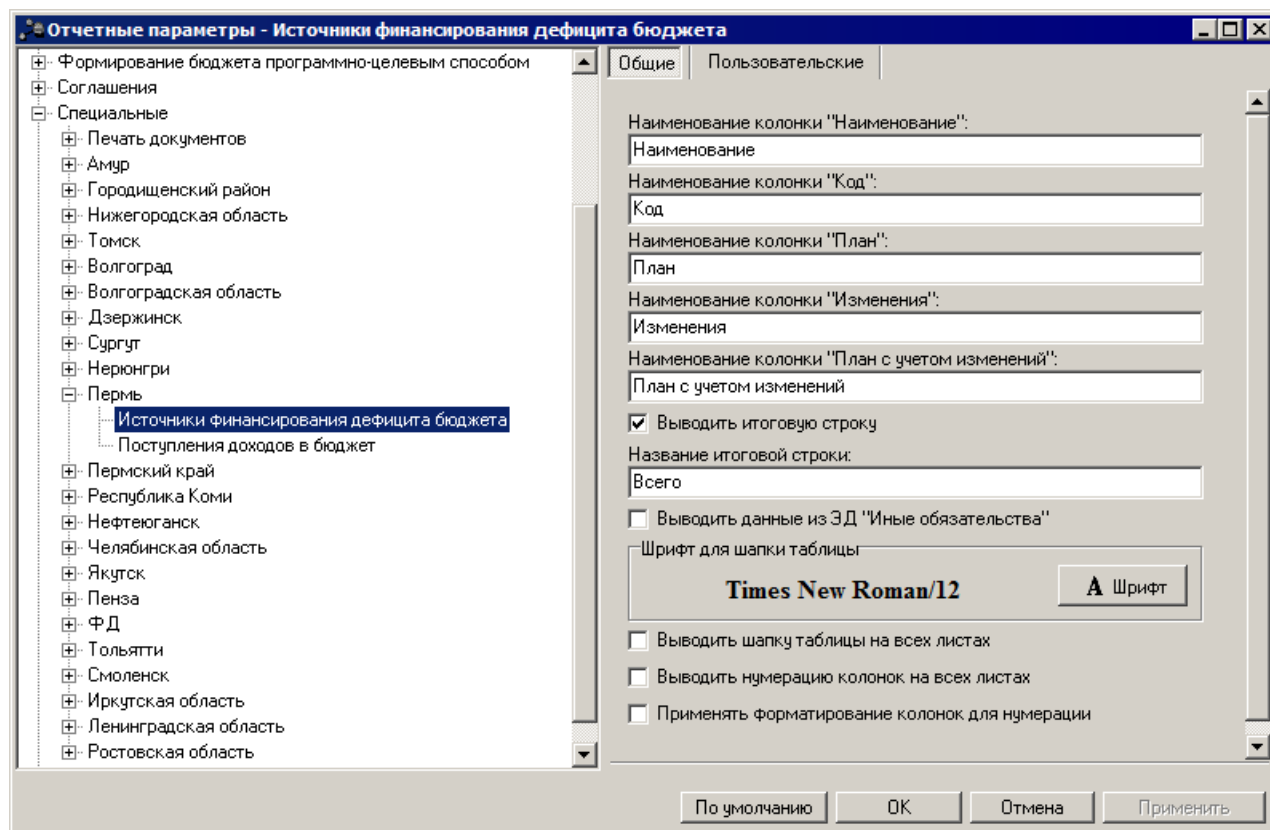 Отчетные параметры - Источники финансирования дефицита бюджета
Формирование бюджета программно-целевым способом
Соглашения
Специальные
Печать документов
Амур
Городищенский район
Нижегородская область
Томск
Волгоград
Волгоградская область
Дзержинск
Сургут
Нерюнгри
Пермь
Источники финансирования дефицита бюджета
Поступления доходов в бюджет
Пермский край
Республика Коми
Нефтеюганск
Челябинская область
Якутск
Пенза
ФД
Тольятти
Смоленск
Иркутская область
Ленинградская область
Ростовская область
Общие
Пользовательские
Наименование колонки "Наименование":
Наименование
Наименование колонки "Код":
Код
Наименование колонки "План":
План
Наименование колонки "Изменения":
Изменения
Наименование колонки "План с учетом изменений":
План с учетом изменений
Выводить итоговую строку
Название итоговой строки:
Всего
Выводить данные из ЭД "Иные обязательства"
Шрифт для шапки таблицы
Times New Roman/12
A Шрифт
Выводить шапку таблицы на всех листах
Выводить нумерацию колонок на всех листах
Применять форматирование колонок для нумерации
По умолчанию
OK
Отмена
Применить